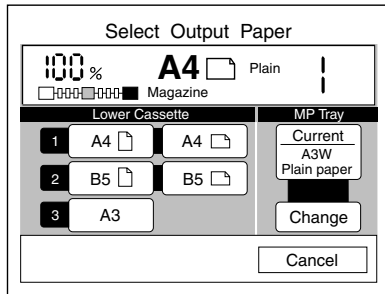 Select Output Paper
100 % A4 Plain 1
Magazine
Lower Cassette MP Tray
1 A4 A4 Current
A3W
2 B5 B5 Plain paper
3 A3 Change
Cancel